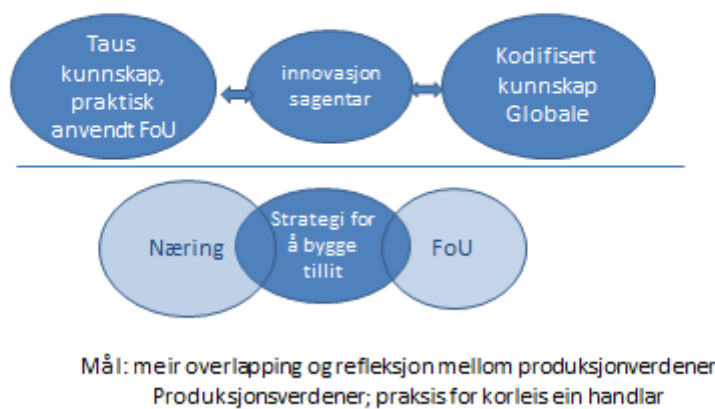 Taus
kunnskap,
praktisk
anvendt FoU
innovasjon
sagentar
Kodifisert
kunnskap
Globale
Næring
Strategi for
å bygge
tillit
FoU
Mål: meir overlapping og refleksjon mellom produksjonverdener
Produksjonsverdener; praksis for korleis ein handlar